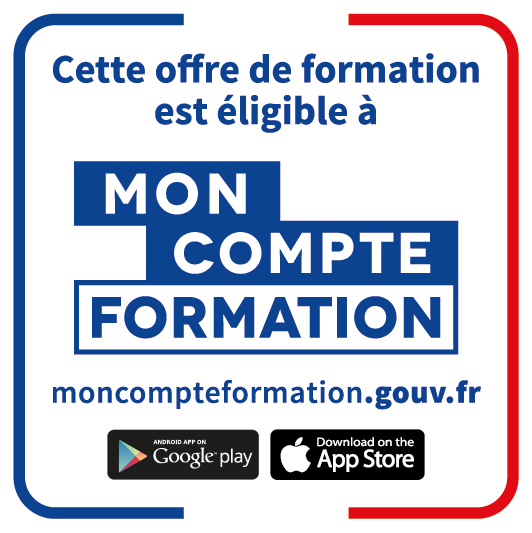 Cette offre de formation
est éligible à
MON
COMPTE
FORMATION
moncompteformation.gouv.fr
ANDROID APP ON
Google play
Download on the
App Store